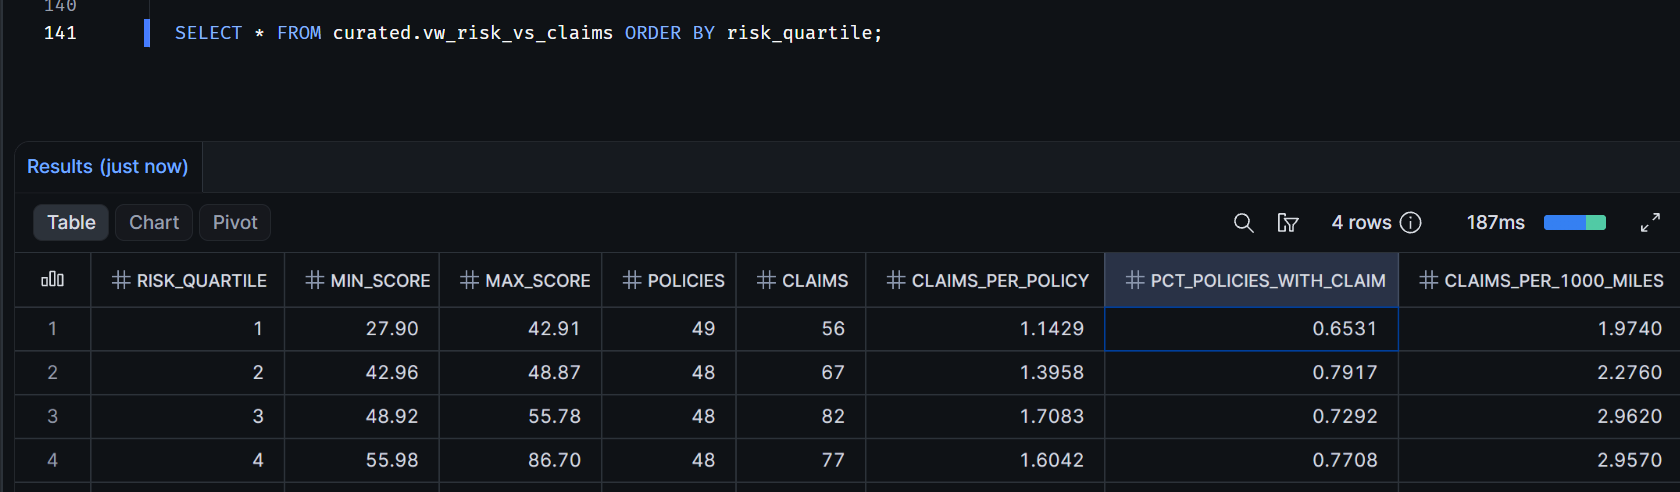 140
141 SELECT * FROM curated.vw_risk_vs_claims ORDER BY risk_quartile;
Results (just now)
Table Chart Pivot 4 rows 187ms
RISK_QUARTILE MIN_SCORE MAX_SCORE POLICIES CLAIMS CLAIMS_PER_POLICY PCT_POLICIES_WITH_CLAIM CLAIMS_PER_1000_MILES
1 1 27.90 42.91 49 56 1.1429 0.6531 1.9740
2 2 42.96 48.87 48 67 1.3958 0.7917 2.2760
3 3 48.92 55.78 48 82 1.7083 0.7292 2.9620
4 4 55.98 86.70 48 77 1.6042 0.7708 2.9570